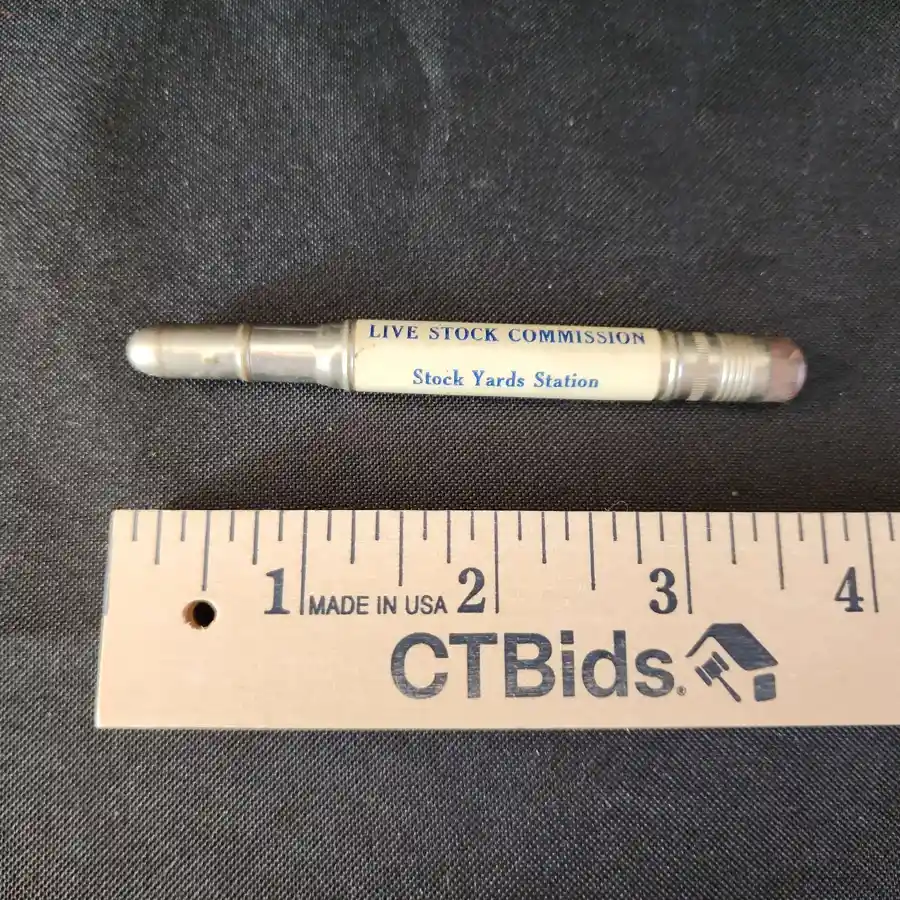 LIVE STOCK COMMISSION
Stock Yards Station
1 MADE IN USA 2 3 4
CTBids.